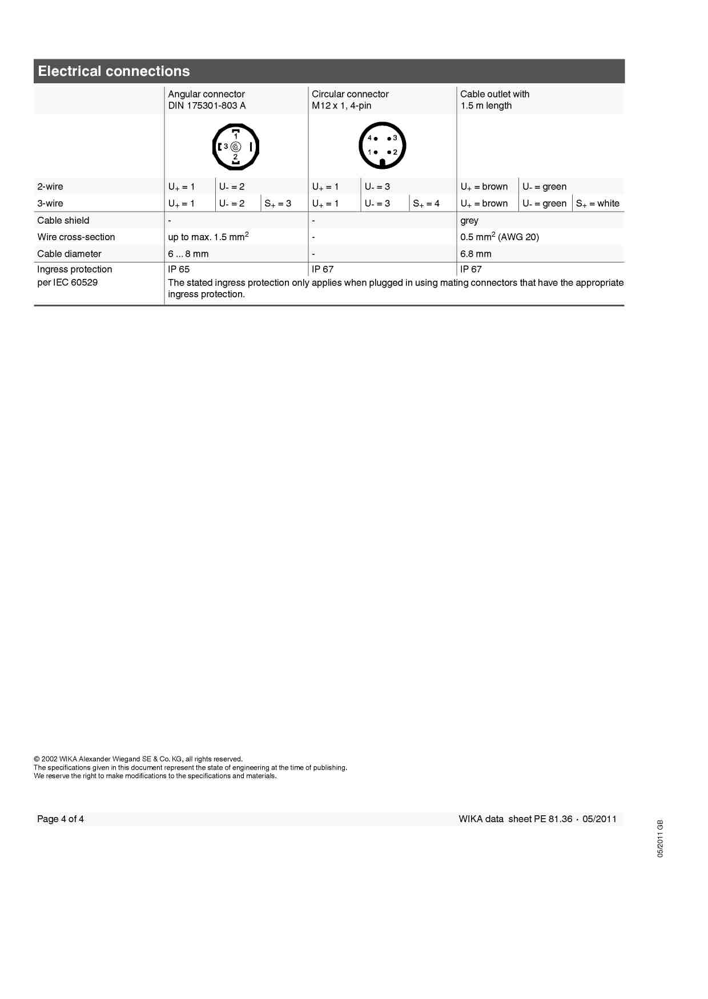 Electrical connections
Angular connector DIN 175301-803 A Circular connector M12 x 1, 4-pin Cable outlet with 1.5 m length
1 3 2
4 3
1 2
2-wire U+ = 1 U- = 2 U+ = 1 U- = 3 U+ = brown U- = green
3-wire U+ = 1 U- = 2 S+ = 3 U+ = 1 U- = 3 S+ = 4 U+ = brown U- = green S+ = white
Cable shield - - grey
Wire cross-section up to max. 1.5 mm² - 0.5 mm² (AWG 20)
Cable diameter 6 ... 8 mm - 6.8 mm
Ingress protection IP 65 IP 67 IP 67
per IEC 60529 The stated ingress protection only applies when plugged in using mating connectors that have the appropriate
ingress protection.
© 2002 WIKA Alexander Wiegand SE & Co. KG, all rights reserved.
The specifications given in this document represent the state of engineering at the time of publishing.
We reserve the right to make modifications to the specifications and materials.
Page 4 of 4 WIKA data sheet PE 81.36 · 05/2011
05/2011 GB